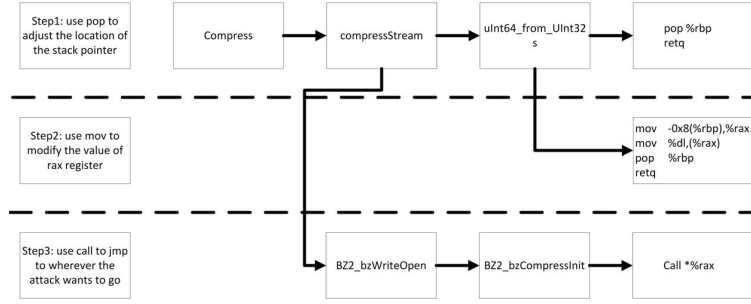 Step1: use pop to
adjust the location of
the stack pointer
Compress
compressStream
uInt64_from_UInt32
s
pop %rbp
retq
Step2: use mov to
modify the value of
rax register
mov -0x8(%rbp),%rax
mov %dl,(%rax)
pop %rbp
retq
Step3: use call to jmp
to wherever the
attack wants to go
BZ2_bzWriteOpen
BZ2_bzCompressInit
Call *%rax